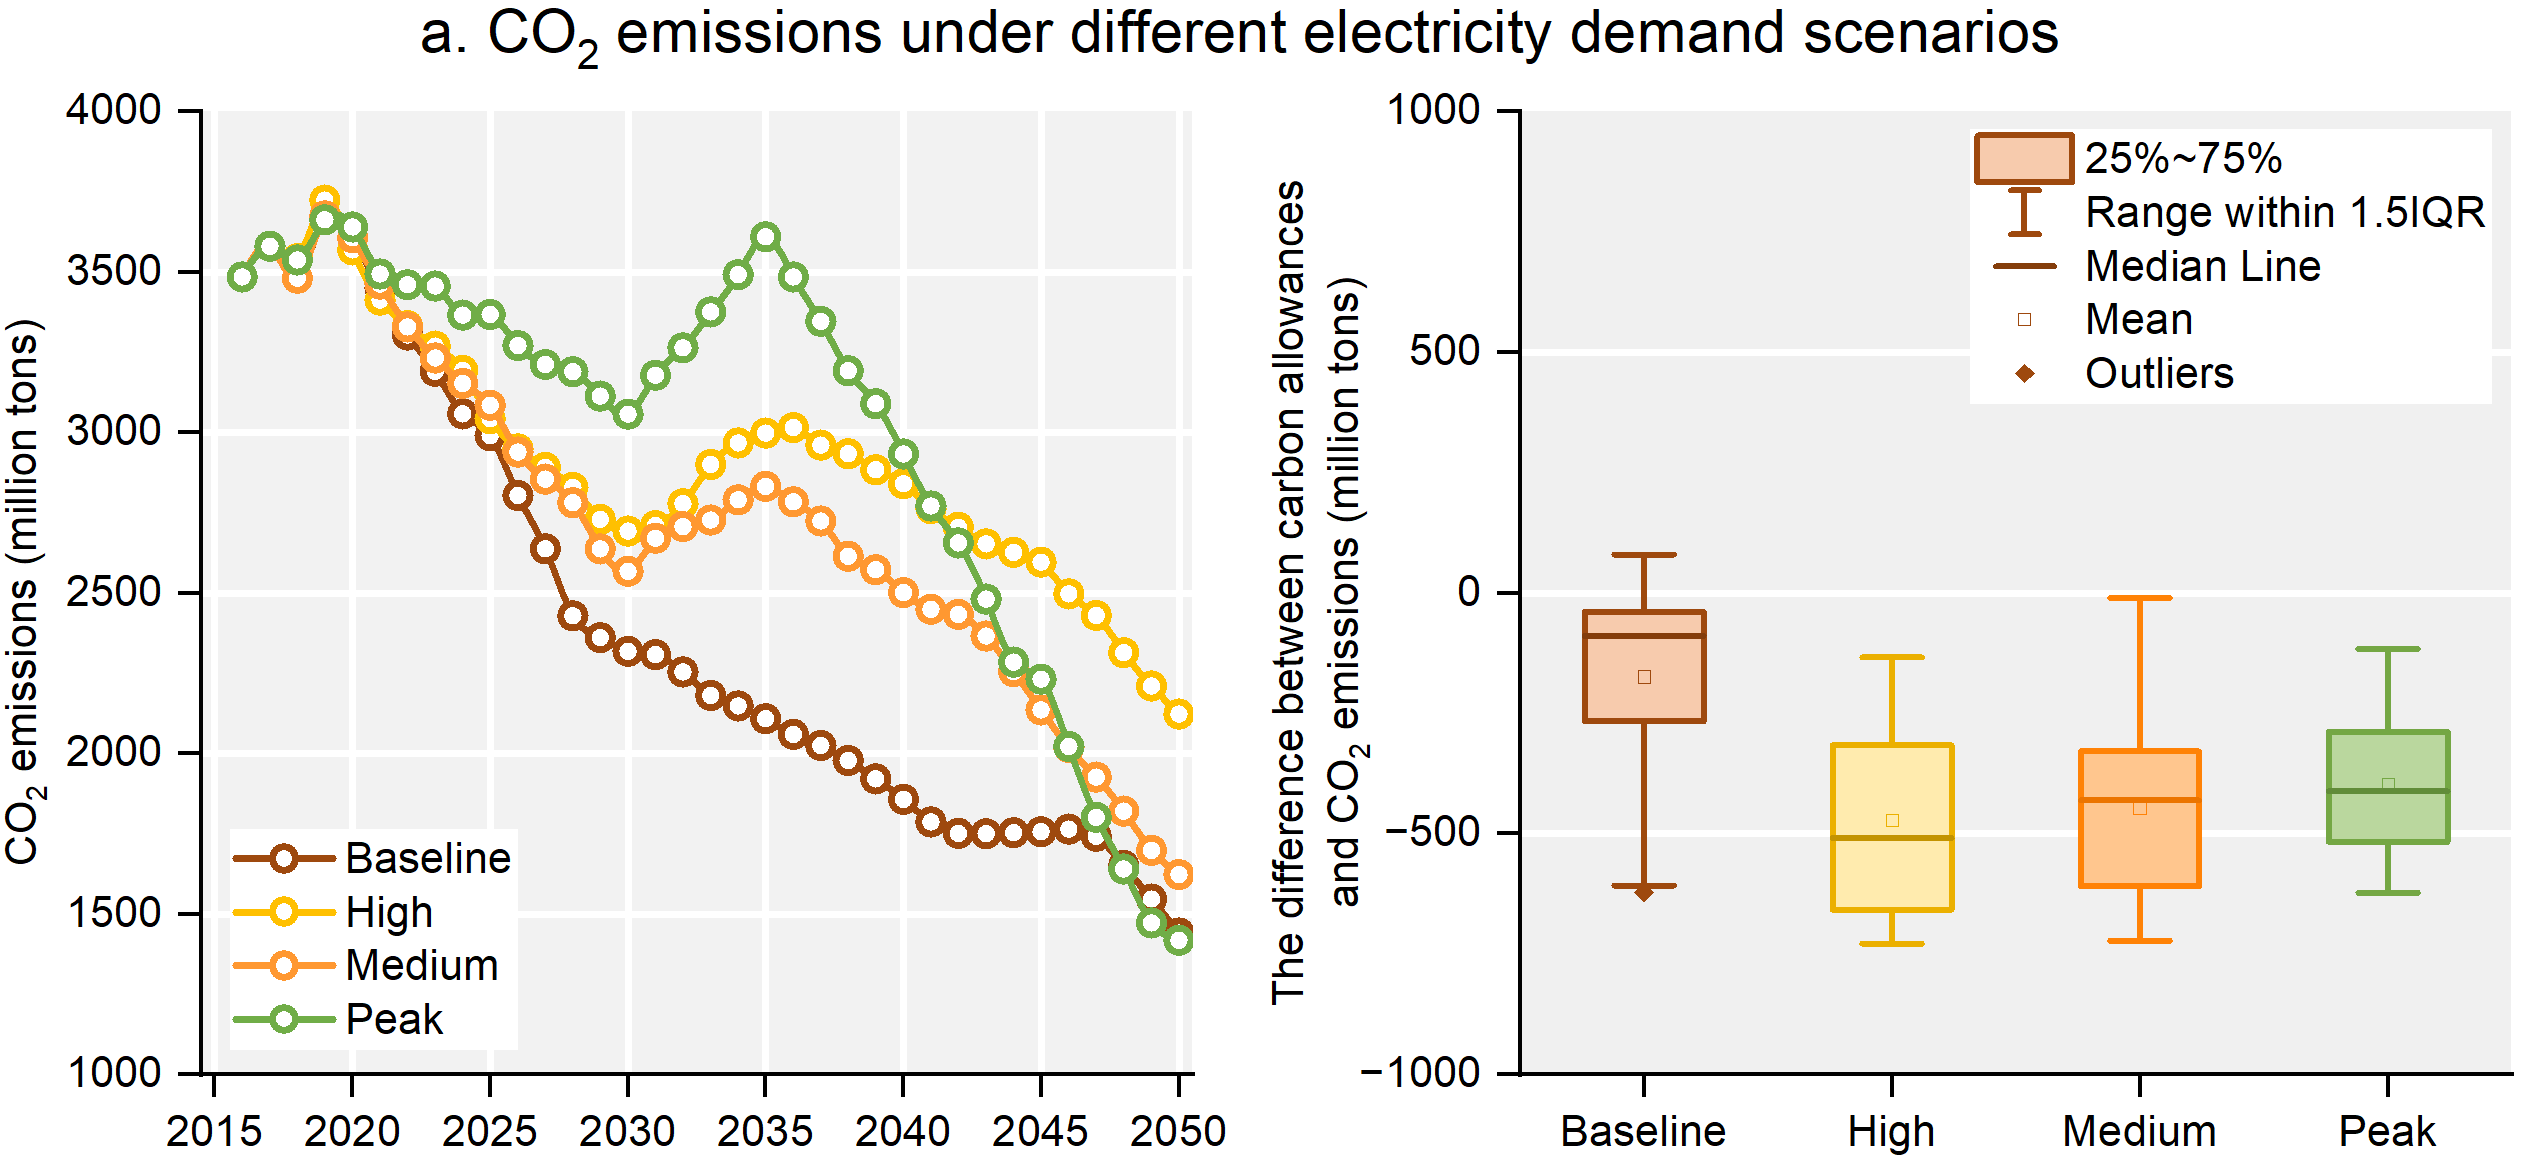 a. CO₂ emissions under different electricity demand scenarios
CO₂ emissions (million tons)
4000
3500
3000
2500
2000
1500
1000
2015 2020 2025 2030 2035 2040 2045 2050
Baseline
High
Medium
Peak
The difference between carbon allowances
and CO₂ emissions (million tons)
1000
500
0
−500
−1000
25%~75%
Range within 1.5IQR
Median Line
Mean
Outliers
Baseline High Medium Peak